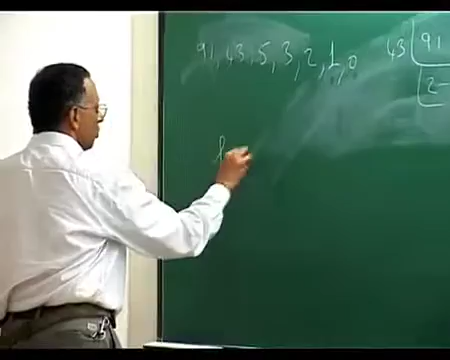 91, 43, 5, 3, 2, 1, 0
43 91
2-